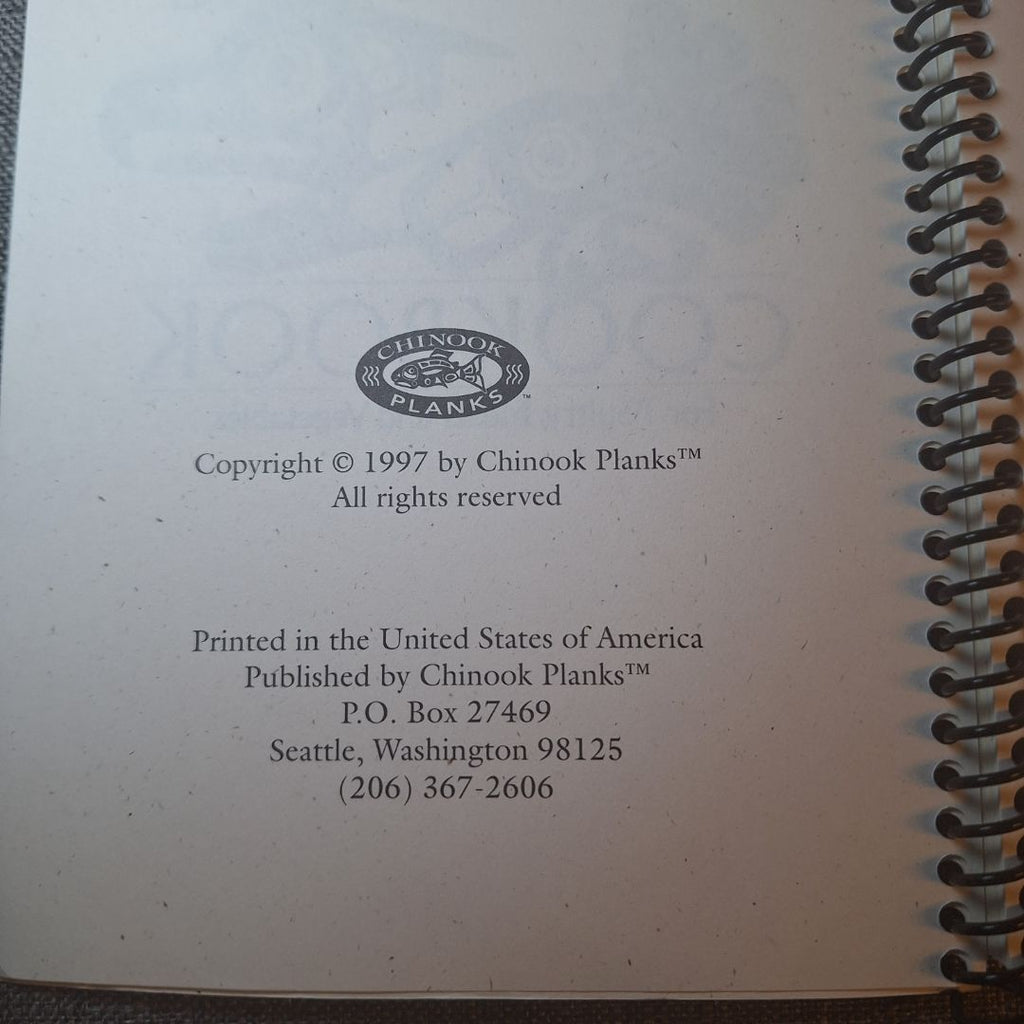 CHINOOK
PLANKS™
Copyright © 1997 by Chinook Planks™
All rights reserved
Printed in the United States of America
Published by Chinook Planks™
P.O. Box 27469
Seattle, Washington 98125
(206) 367-2606